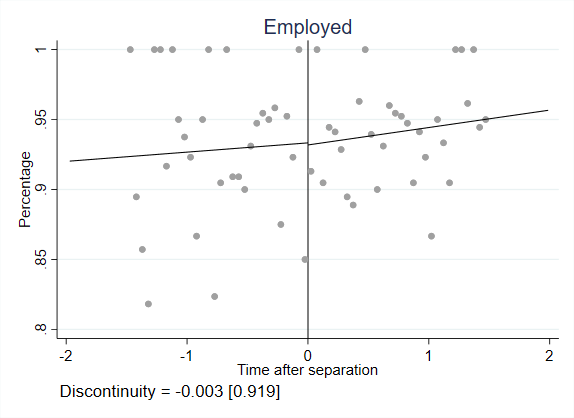 Employed
Percentage
1
.95
.9
.85
.8
-2 -1 0 1 2
Time after separation
Discontinuity = -0.003 [0.919]